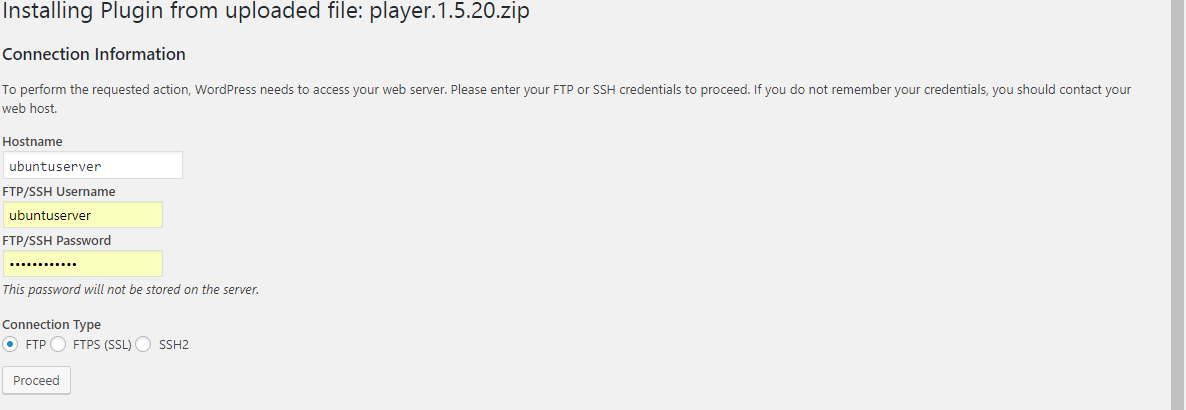 Installing Plugin from uploaded file: player.1.5.20.zip
Connection Information
To perform the requested action, WordPress needs to access your web server. Please enter your FTP or SSH credentials to proceed. If you do not remember your credentials, you should contact your
web host.
Hostname
ubuntuserver
FTP/SSH Username
ubuntuserver
FTP/SSH Password
••••••••••••
This password will not be stored on the server.
Connection Type
FTP FTPS (SSL) SSH2
Proceed